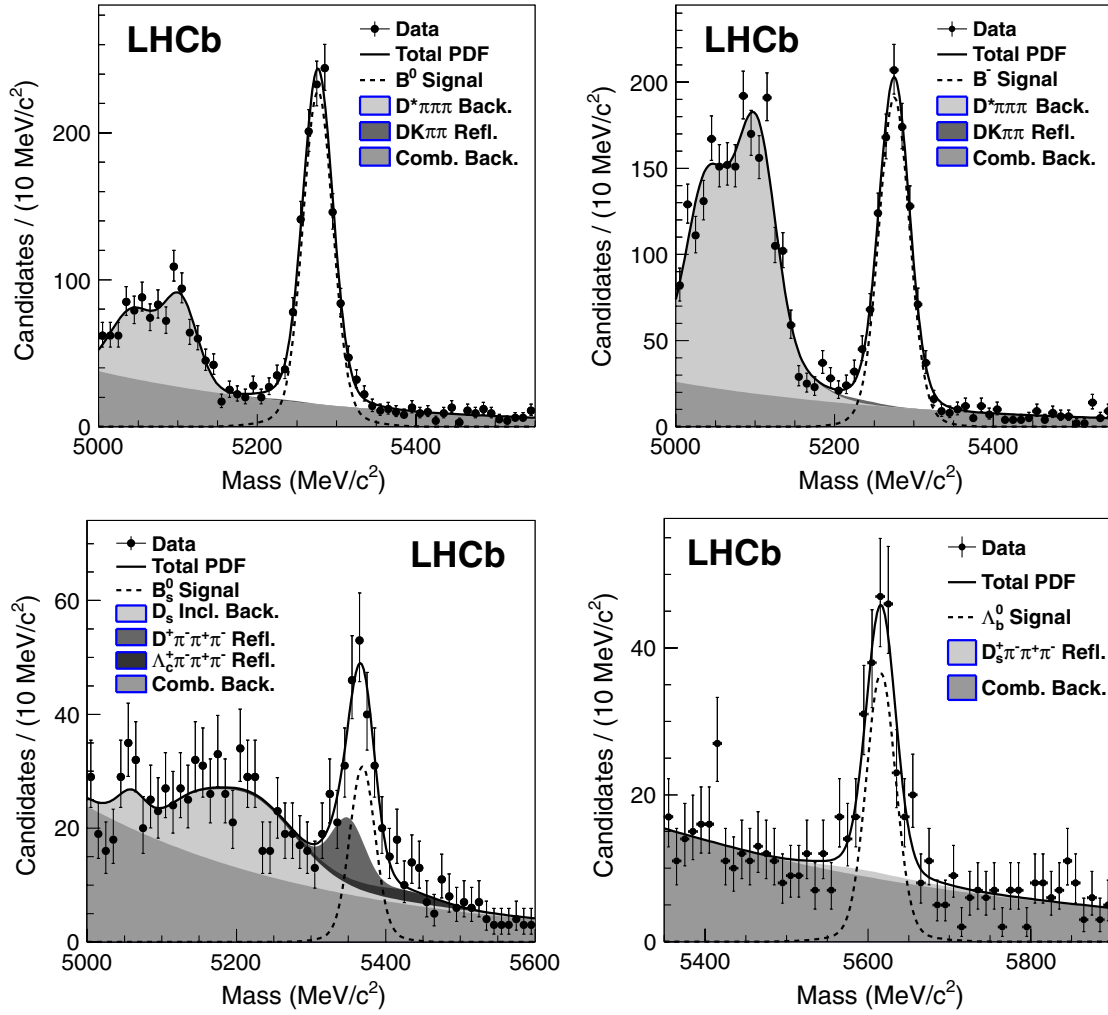 LHCb
Data
Total PDF
B⁰ Signal
D*πππ Back.
DKππ Refl.
Comb. Back.
Candidates / (10 MeV/c²)
0
100
200
5000
5200
5400
Mass (MeV/c²)
LHCb
Data
Total PDF
B⁻ Signal
D*πππ Back.
DKππ Refl.
Comb. Back.
Candidates / (10 MeV/c²)
0
50
100
150
200
5000
5200
5400
Mass (MeV/c²)
LHCb
Data
Total PDF
B⁰ₛ Signal
Dₛ Incl. Back.
D⁺π⁻π⁺π⁻ Refl.
Λ⁺c π⁻π⁺π⁻ Refl.
Comb. Back.
Candidates / (10 MeV/c²)
0
20
40
60
5000
5200
5400
5600
Mass (MeV/c²)
LHCb
Data
Total PDF
Λ⁰b Signal
D⁺ₛπ⁻π⁺π⁻ Refl.
Comb. Back.
Candidates / (10 MeV/c²)
0
10
30
50
5400
5600
5800
Mass (MeV/c²)